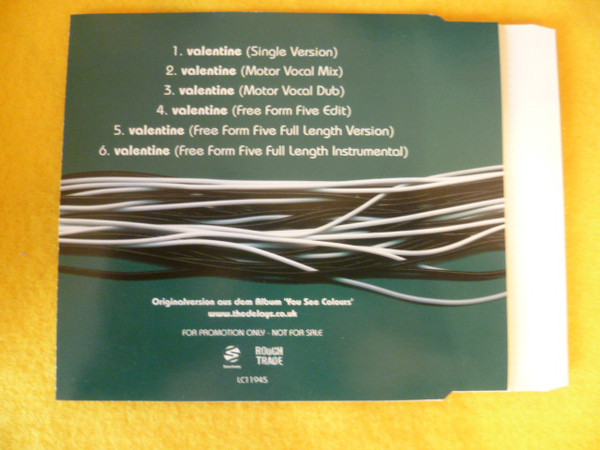 1. valentine (Single Version)
2. valentine (Motor Vocal Mix)
3. valentine (Motor Vocal Dub)
4. valentine (Free Form Five Edit)
5. valentine (Free Form Five Full Length Version)
6. valentine (Free Form Five Full Length Instrumental)
Originalversion aus dem Album 'You See Colours'
www.thedelays.co.uk
FOR PROMOTION ONLY - NOT FOR SALE
Sanctuary
ROUGH
TRADE
LC11945